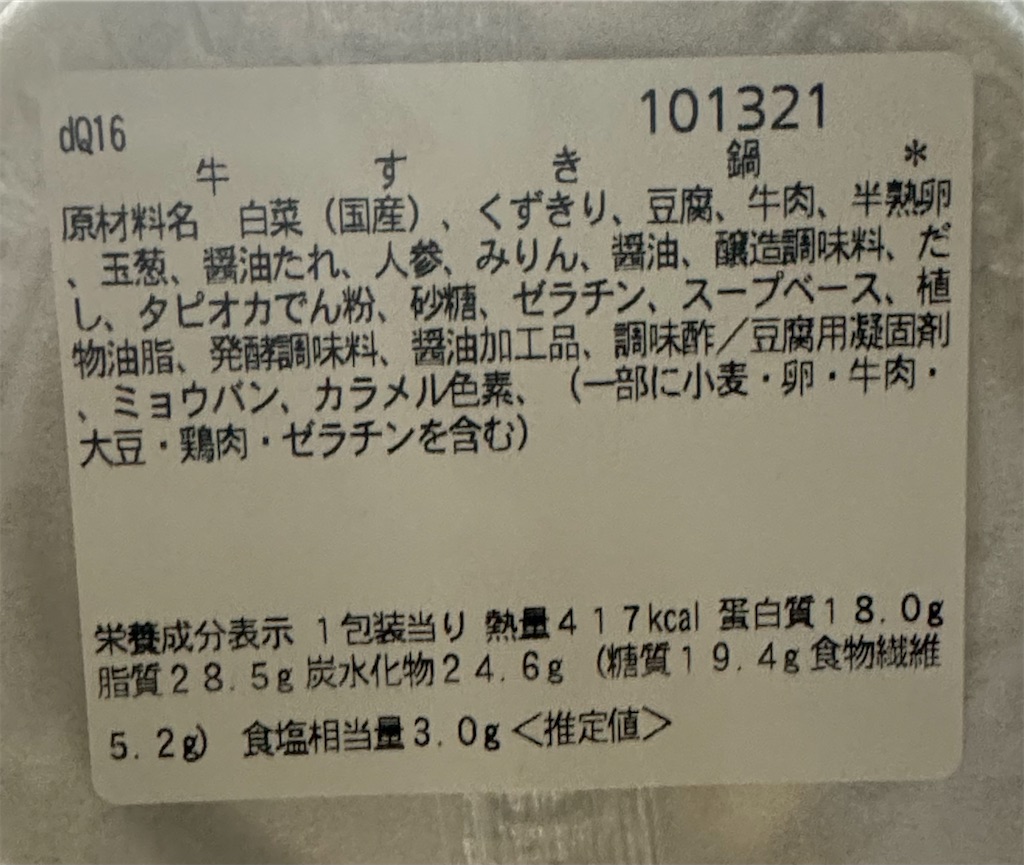 dQ16
101321
牛すき鍋*
原材料名 白菜（国産）、くずきり、豆腐、牛肉、半熟卵
、玉葱、醤油たれ、人参、みりん、醤油、醸造調味料、だ
し、タピオカでん粉、砂糖、ゼラチン、スープベース、植
物油脂、発酵調味料、醤油加工品、調味酢／豆腐用凝固剤
、ミョウバン、カラメル色素、（一部に小麦・卵・牛肉・
大豆・鶏肉・ゼラチンを含む）
栄養成分表示 1包装当り 熱量417kcal 蛋白質18.0g
脂質28.5g 炭水化物24.6g （糖質19.4g 食物繊維
5.2g） 食塩相当量3.0g＜推定値＞